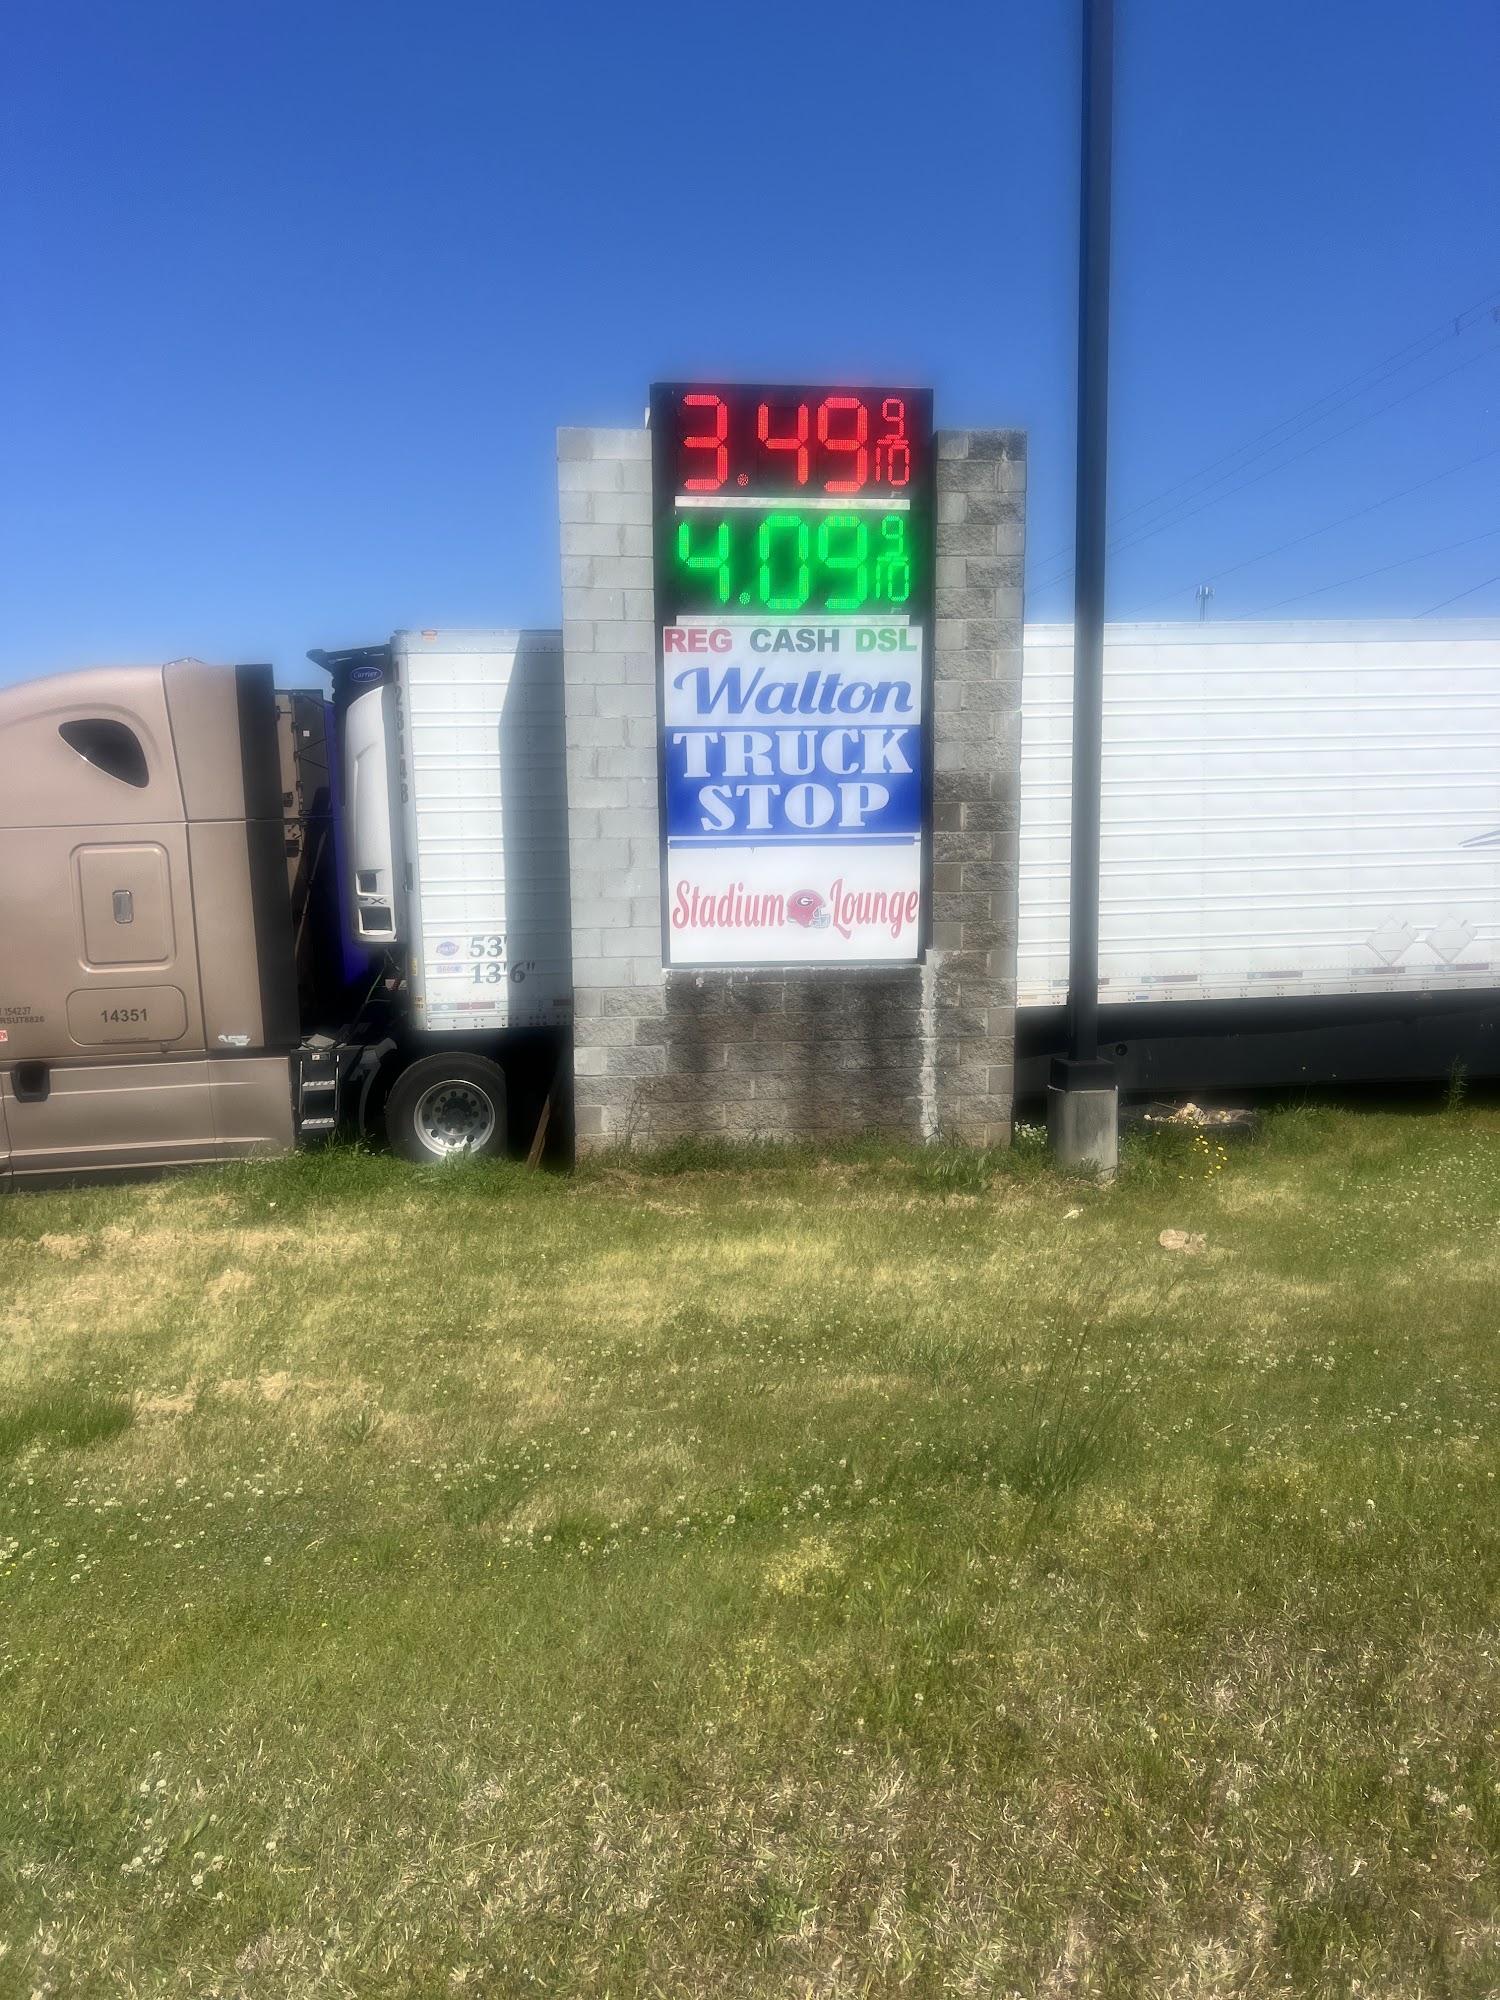 3.49 9/10
4.09 9/10
REG CASH DSL
Walton
TRUCK
STOP
Stadium G Lounge
Carrier
53'
13'6"
14351